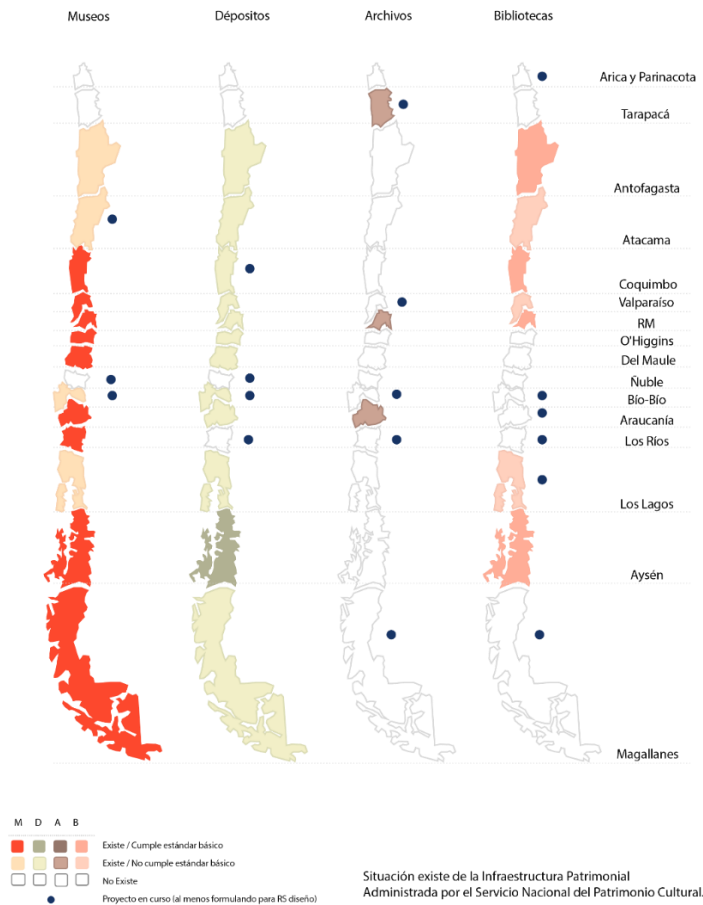 Museos
Dépositos
Archivos
Bibliotecas
Arica y Parinacota
Tarapacá
Antofagasta
Atacama
Coquimbo
Valparaíso
RM
O'Higgins
Del Maule
Ñuble
Bío-Bío
Araucanía
Los Ríos
Los Lagos
Aysén
Magallanes
M D A B
Existe / Cumple estándar básico
Existe / No cumple estándar básico
No Existe
Proyecto en curso (al menos formulando para RS diseño)
Situación existe de la Infraestructura Patrimonial
Administrada por el Servicio Nacional del Patrimonio Cultural.